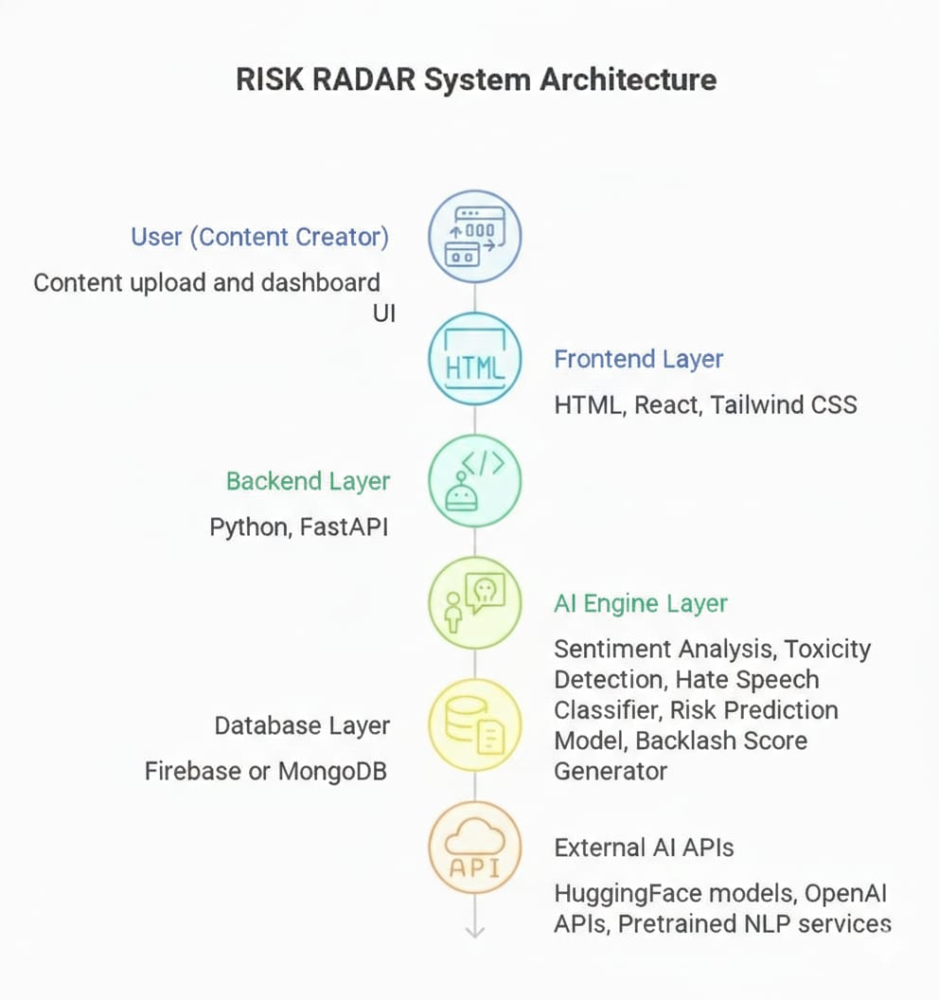 RISK RADAR System Architecture
User (Content Creator)
Content upload and dashboard
UI
HTML
Frontend Layer
HTML, React, Tailwind CSS
</>
Backend Layer
Python, FastAPI
AI Engine Layer
Sentiment Analysis, Toxicity
Detection, Hate Speech
Classifier, Risk Prediction
Model, Backlash Score
Generator
Database Layer
Firebase or MongoDB
API
External AI APIs
HuggingFace models, OpenAI
APIs, Pretrained NLP services